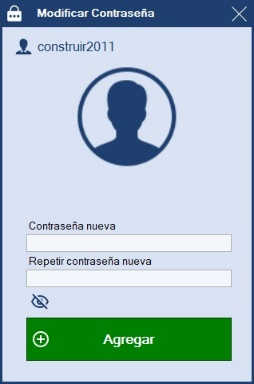 Modificar Contraseña
construir2011
Contraseña nueva
Repetir contraseña nueva
Agregar